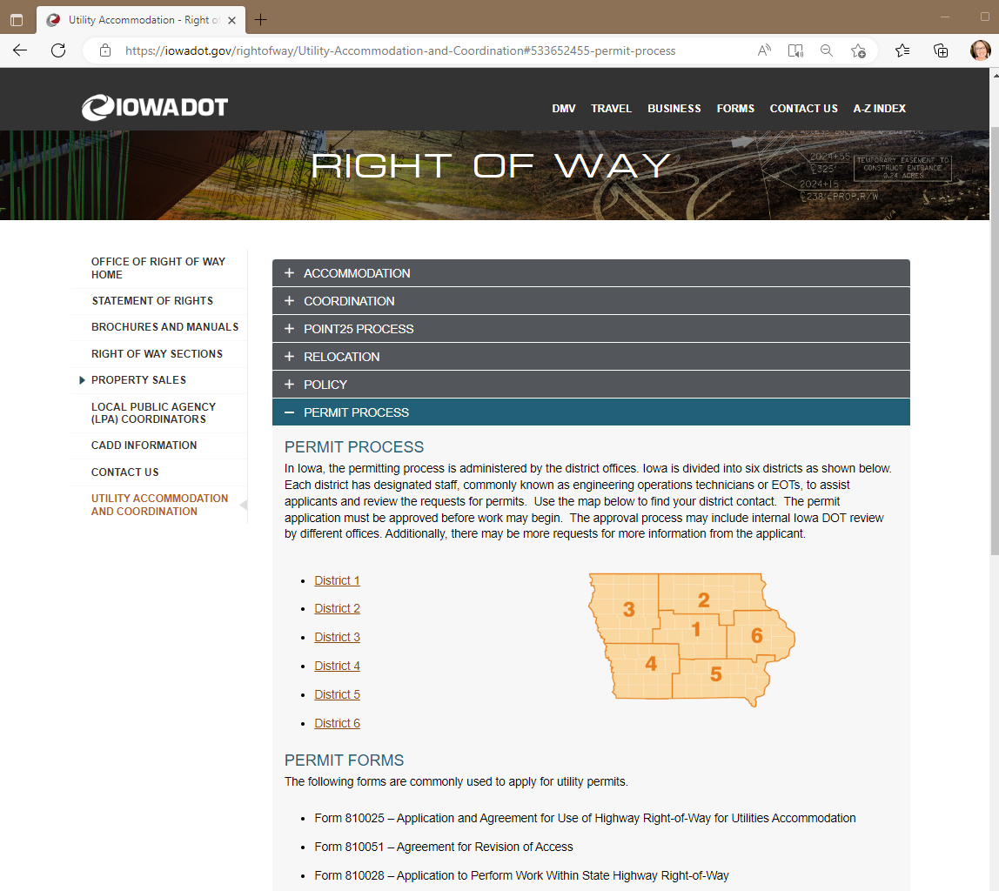 Utility Accommodation - Right o
https://iowadot.gov/rightofway/Utility-Accommodation-and-Coordination#533652455-permit-process
IOWADOT
DMV TRAVEL BUSINESS FORMS CONTACT US A-Z INDEX
RIGHT OF WAY
2024+55
£325'
TEMPORARY EASEMENT TO
CONSTRUCT ENTRANCE
0.24 ACRES
2024+15
£238'
PROP.R/W
OFFICE OF RIGHT OF WAY
HOME
STATEMENT OF RIGHTS
BROCHURES AND MANUALS
RIGHT OF WAY SECTIONS
PROPERTY SALES
LOCAL PUBLIC AGENCY
(LPA) COORDINATORS
CADD INFORMATION
CONTACT US
UTILITY ACCOMMODATION
AND COORDINATION
+ ACCOMMODATION
+ COORDINATION
+ POINT25 PROCESS
+ RELOCATION
+ POLICY
− PERMIT PROCESS
PERMIT PROCESS
In Iowa, the permitting process is administered by the district offices. Iowa is divided into six districts as shown below.
Each district has designated staff, commonly known as engineering operations technicians or EOTs, to assist
applicants and review the requests for permits.  Use the map below to find your district contact.  The permit
application must be approved before work may begin.  The approval process may include internal Iowa DOT review
by different offices. Additionally, there may be more requests for more information from the applicant.
• District 1
• District 2
• District 3
• District 4
• District 5
• District 6
3
2
1
6
4
5
PERMIT FORMS
The following forms are commonly used to apply for utility permits.
• Form 810025 – Application and Agreement for Use of Highway Right-of-Way for Utilities Accommodation
• Form 810051 – Agreement for Revision of Access
• Form 810028 – Application to Perform Work Within State Highway Right-of-Way